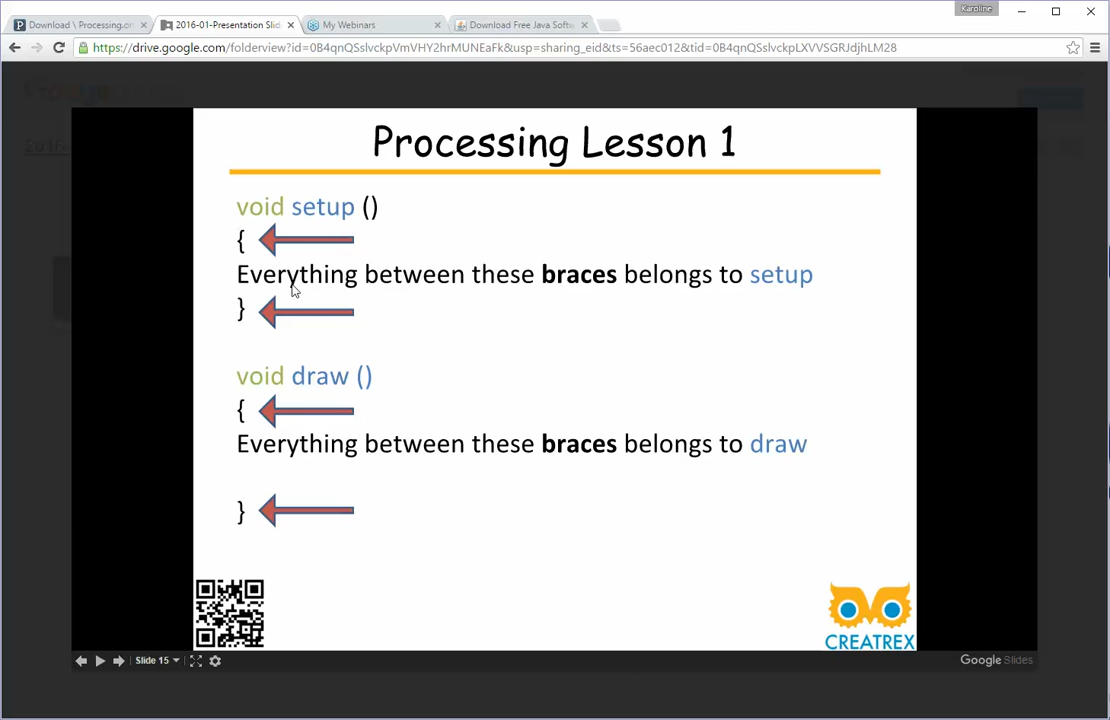 Karoline
Download \ Processing.or
2016-01-Presentation Slid
My Webinars
Download Free Java Softw
https://drive.google.com/folderview?id=0B4qnQSslvckpVmVHY2hrMUNEaFk&usp=sharing_eid&ts=56aec012&tid=0B4qnQSslvckpLXVVSGRJdjhLM28
Processing Lesson 1
void setup ()
{
Everything between these braces belongs to setup
}
void draw ()
{
Everything between these braces belongs to draw
}
CREATREX
Slide 15
Google Slides